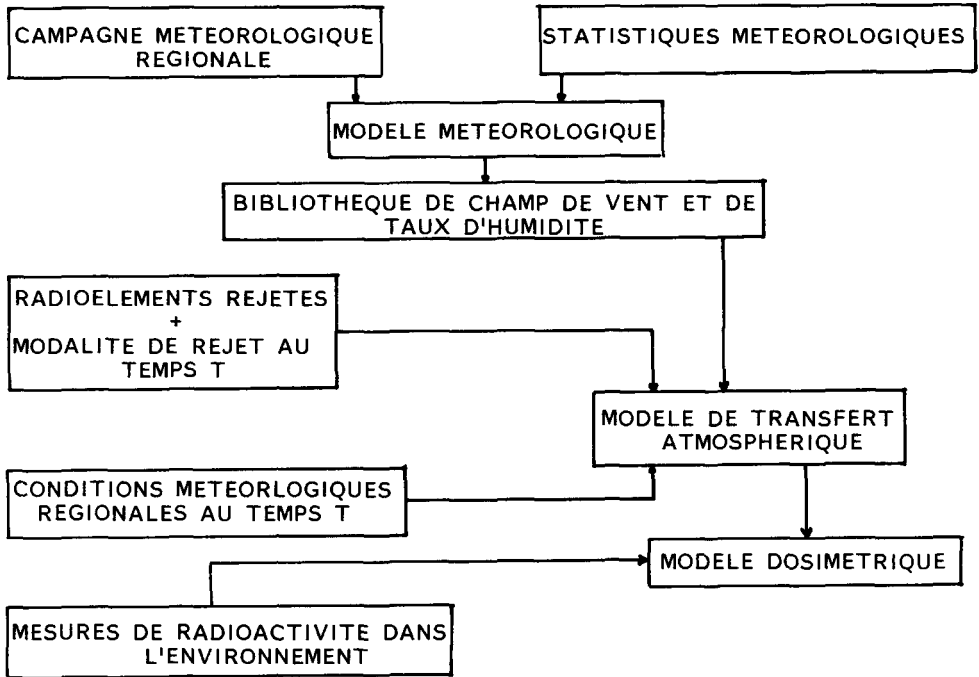 CAMPAGNE METEOROLOGIQUE
REGIONALE
STATISTIQUES METEOROLOGIQUES
MODELE METEOROLOGIQUE
BIBLIOTHEQUE DE CHAMP DE VENT ET DE
TAUX D'HUMIDITE
RADIOELEMENTS REJETES
+
MODALITE DE REJET AU
TEMPS T
MODELE DE TRANSFERT
ATMOSPHERIQUE
CONDITIONS METEORLOGIQUES
REGIONALES AU TEMPS T
MODELE DOSIMETRIQUE
MESURES DE RADIOACTIVITE DANS
L'ENVIRONNEMENT